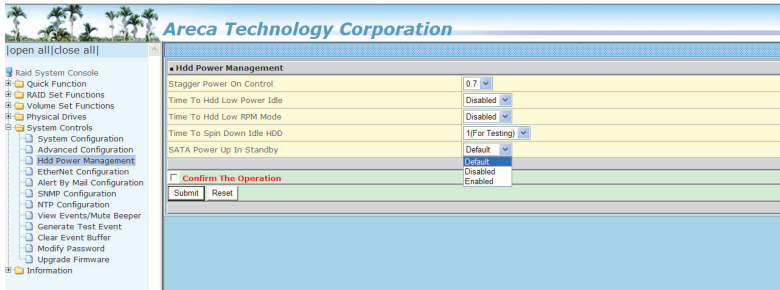 Areca Technology Corporation
|open all|close all|
Raid System Console
Quick Function
RAID Set Functions
Volume Set Functions
Physical Drives
System Controls
System Configuration
Advanced Configuration
Hdd Power Management
EtherNet Configuration
Alert By Mail Configuration
SNMP Configuration
NTP Configuration
View Events/Mute Beeper
Generate Test Event
Clear Event Buffer
Modify Password
Upgrade Firmware
Information
Hdd Power Management
Stagger Power On Control 0.7
Time To Hdd Low Power Idle Disabled
Time To Hdd Low RPM Mode Disabled
Time To Spin Down Idle HDD 1(For Testing)
SATA Power Up In Standby Default
Default
Disabled
Enabled
Confirm The Operation
Submit Reset